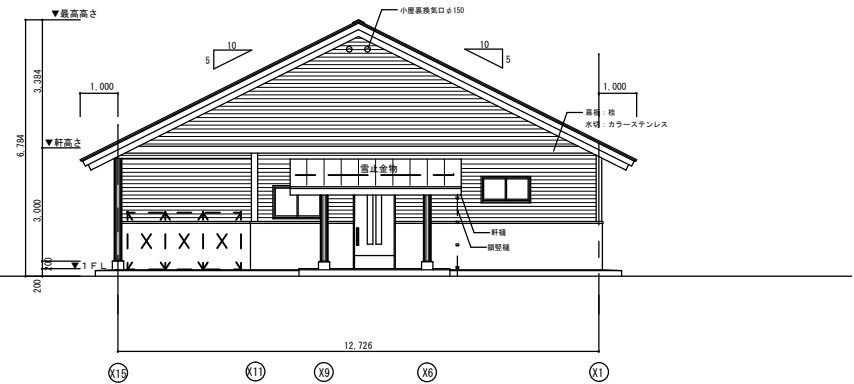 ▼最高高さ
小屋裏換気口φ150
10
5
10
5
1,000
1,000
3,384
6,784
幕板：桧
水切：カラーステンレス
▼軒高さ
雪止金物
3,000
軒樋
鎖竪樋
200
▼1FL
200
12,726
X15
X11
X9
X6
X1